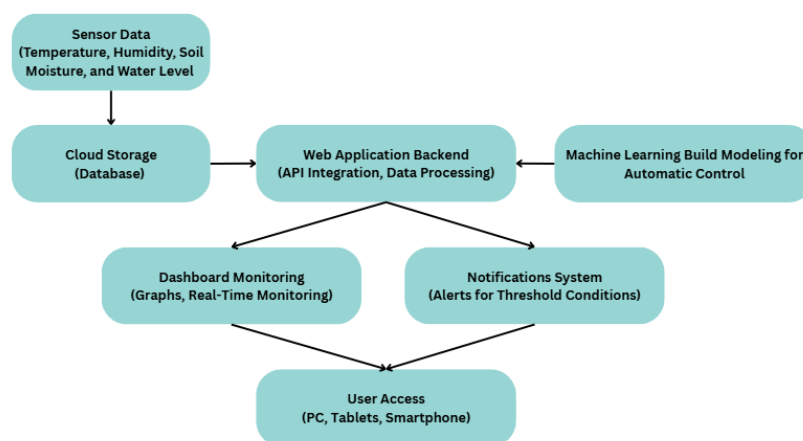 Sensor Data
(Temperature, Humidity, Soil
Moisture, and Water Level
Cloud Storage
(Database)
Web Application Backend
(API Integration, Data Processing)
Machine Learning Build Modeling for
Automatic Control
Dashboard Monitoring
(Graphs, Real-Time Monitoring)
Notifications System
(Alerts for Threshold Conditions)
User Access
(PC, Tablets, Smartphone)